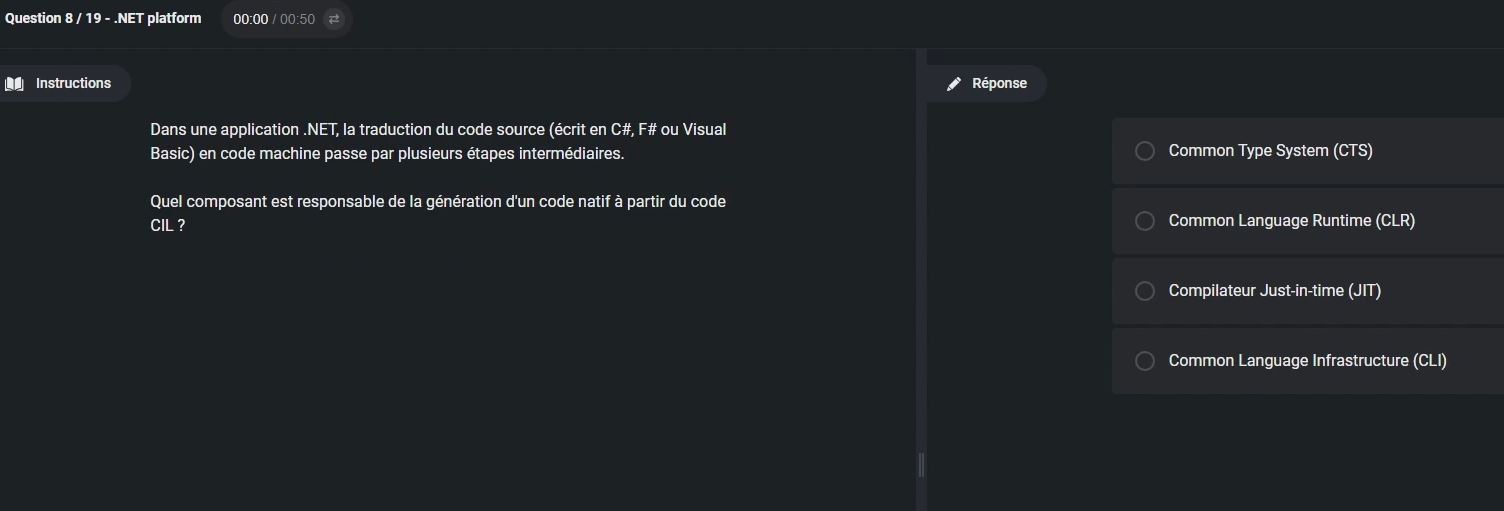 Question 8 / 19 - .NET platform
00:00 / 00:50
Instructions
Réponse
Dans une application .NET, la traduction du code source (écrit en C#, F# ou Visual
Basic) en code machine passe par plusieurs étapes intermédiaires.
Quel composant est responsable de la génération d'un code natif à partir du code
CIL ?
Common Type System (CTS)
Common Language Runtime (CLR)
Compilateur Just-in-time (JIT)
Common Language Infrastructure (CLI)